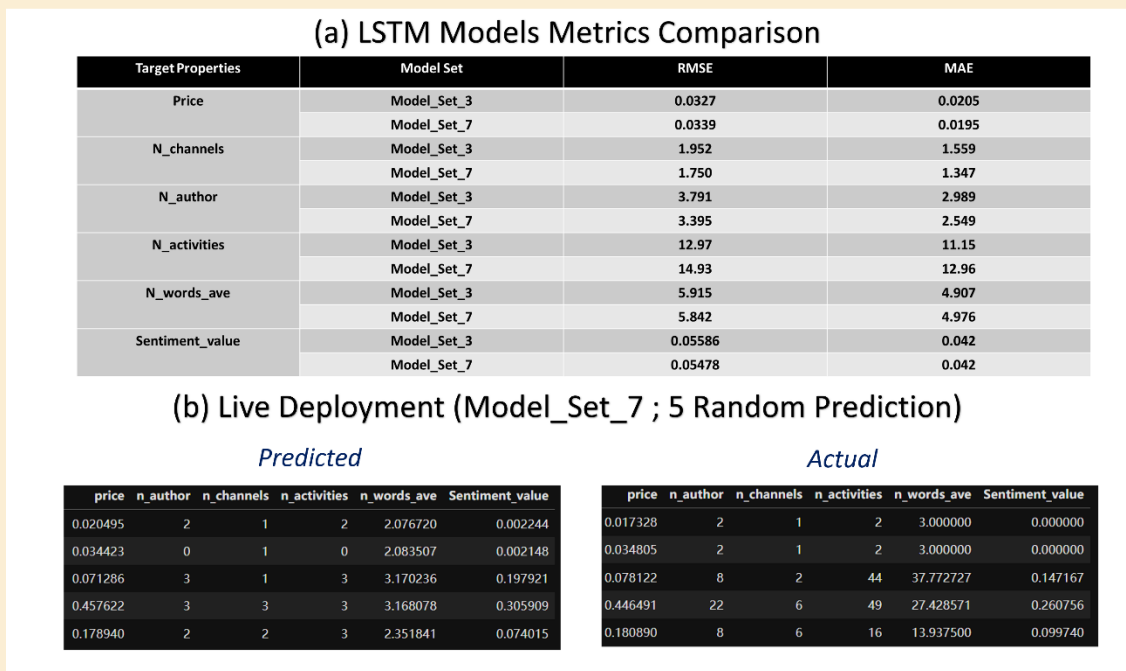 (a) LSTM Models Metrics Comparison
Target Properties Model Set RMSE MAE
Price Model_Set_3 0.0327 0.0205
Model_Set_7 0.0339 0.0195
N_channels Model_Set_3 1.952 1.559
Model_Set_7 1.750 1.347
N_author Model_Set_3 3.791 2.989
Model_Set_7 3.395 2.549
N_activities Model_Set_3 12.97 11.15
Model_Set_7 14.93 12.96
N_words_ave Model_Set_3 5.915 4.907
Model_Set_7 5.842 4.976
Sentiment_value Model_Set_3 0.05586 0.042
Model_Set_7 0.05478 0.042
(b) Live Deployment (Model_Set_7 ; 5 Random Prediction)
Predicted
price n_author n_channels n_activities n_words_ave Sentiment_value
0.020495 2 1 2 2.076720 0.002244
0.034423 0 1 0 2.083507 0.002148
0.071286 3 1 3 3.170236 0.197921
0.457622 3 3 3 3.168078 0.305909
0.178940 2 2 3 2.351841 0.074015
Actual
price n_author n_channels n_activities n_words_ave Sentiment_value
0.017328 2 1 2 3.000000 0.000000
0.034805 2 1 2 3.000000 0.000000
0.078122 8 2 44 37.772727 0.147167
0.446491 22 6 49 27.428571 0.260756
0.180890 8 6 16 13.937500 0.099740